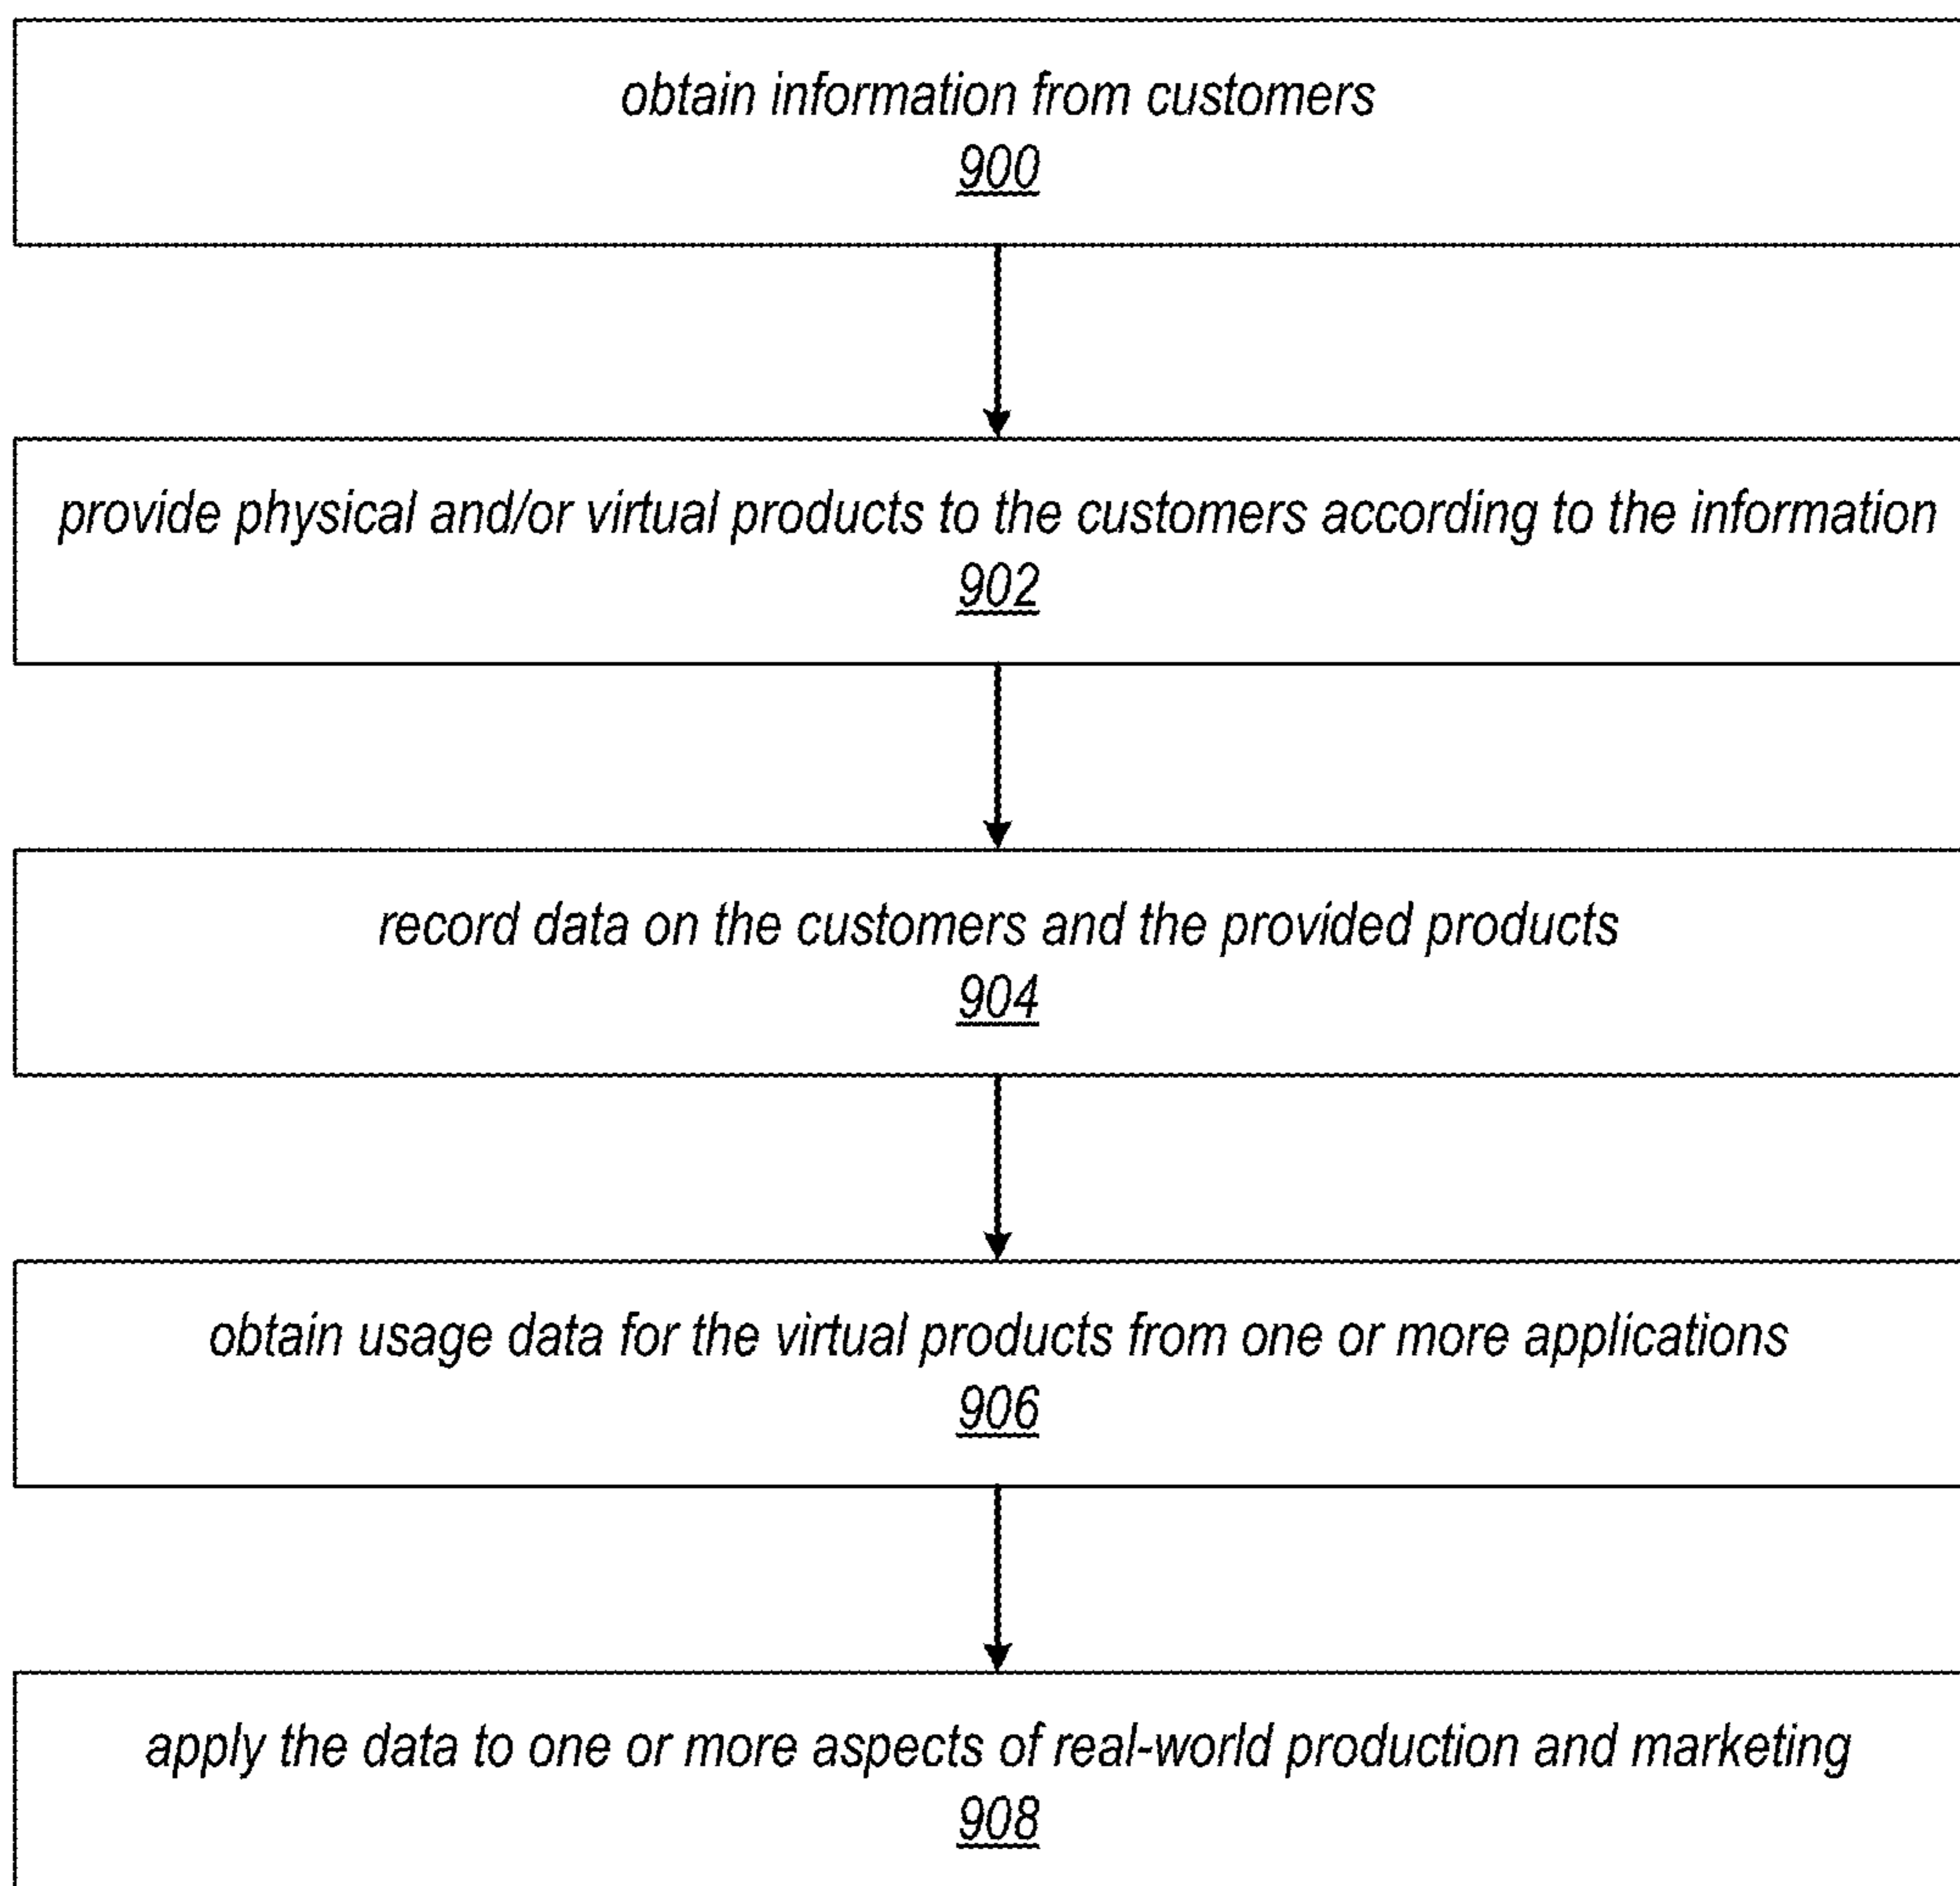 obtain information from customers
900
provide physical and/or virtual products to the customers according to the information
902
record data on the customers and the provided products
904
obtain usage data for the virtual products from one or more applications
906
apply the data to one or more aspects of real-world production and marketing
908